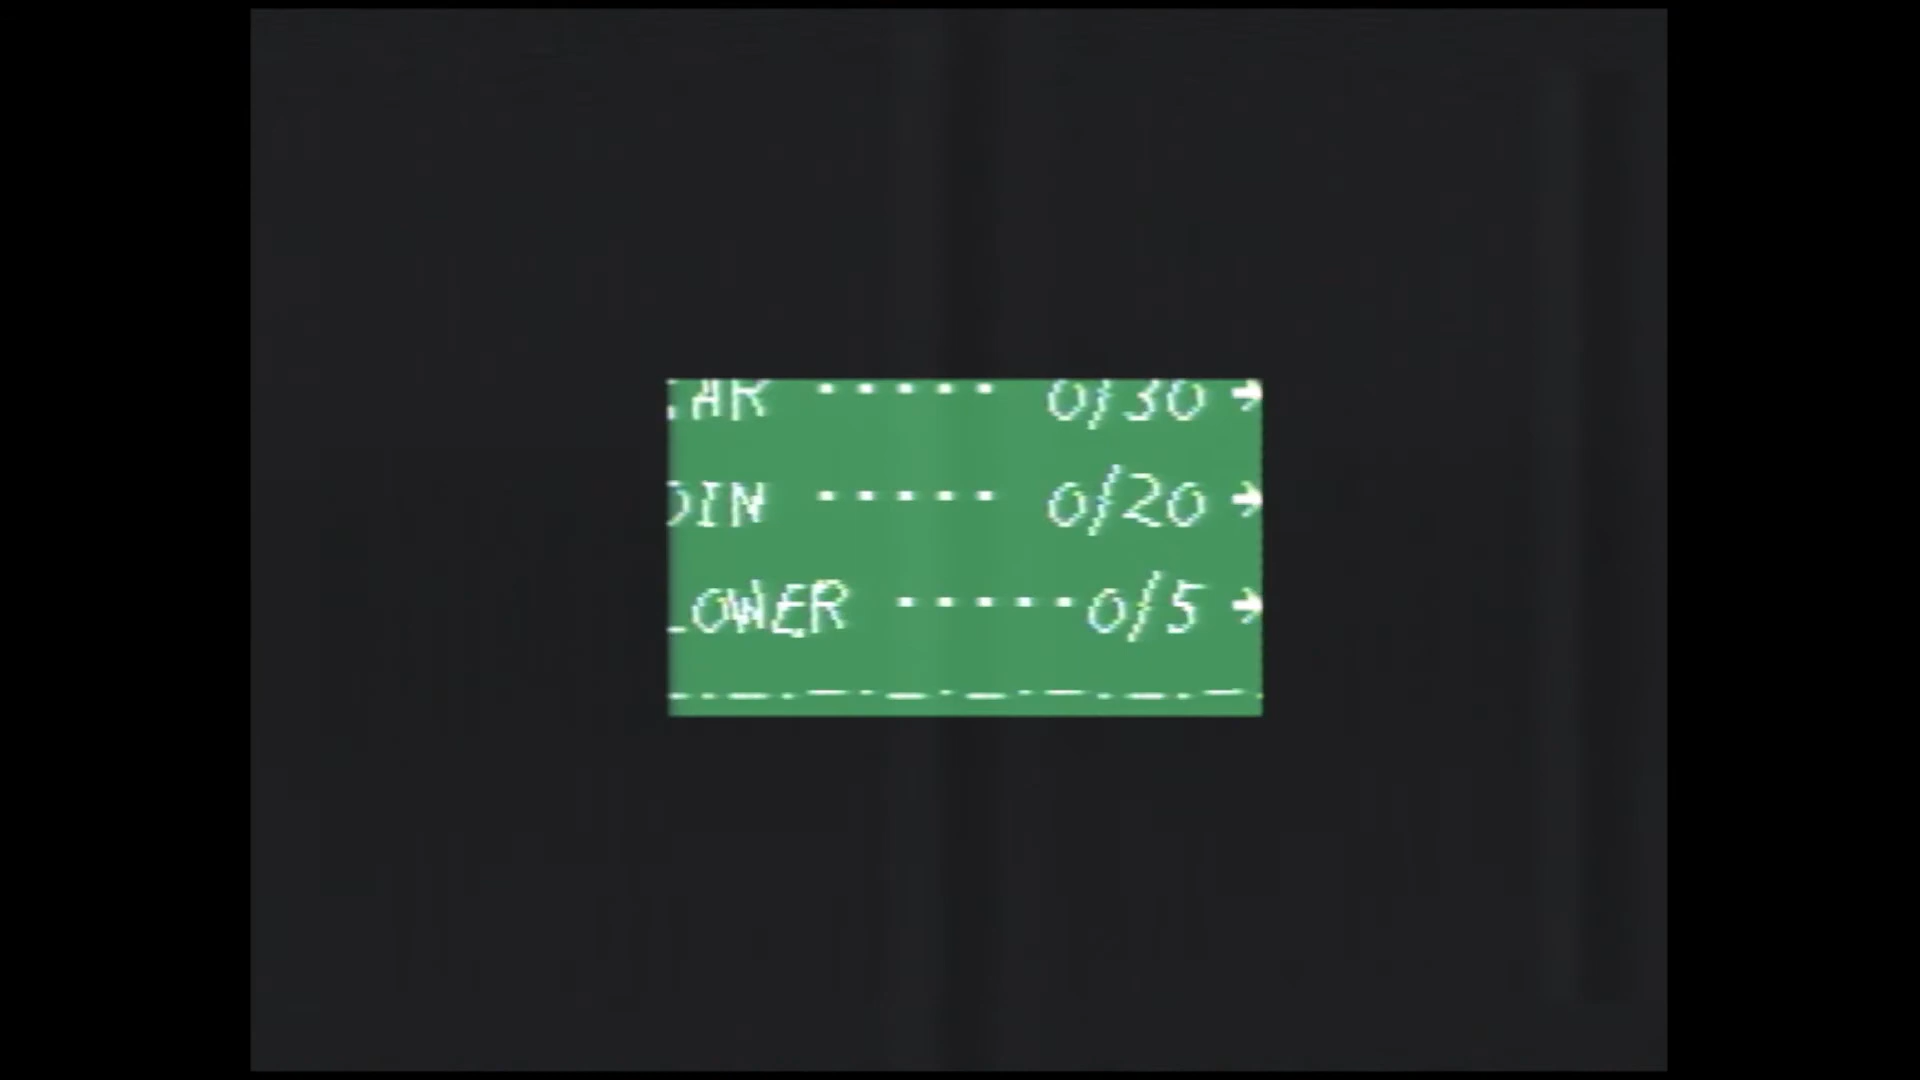 AR ····· 0/30 →
DIN ····· 0/20 →
LOWER ····· 0/5 →